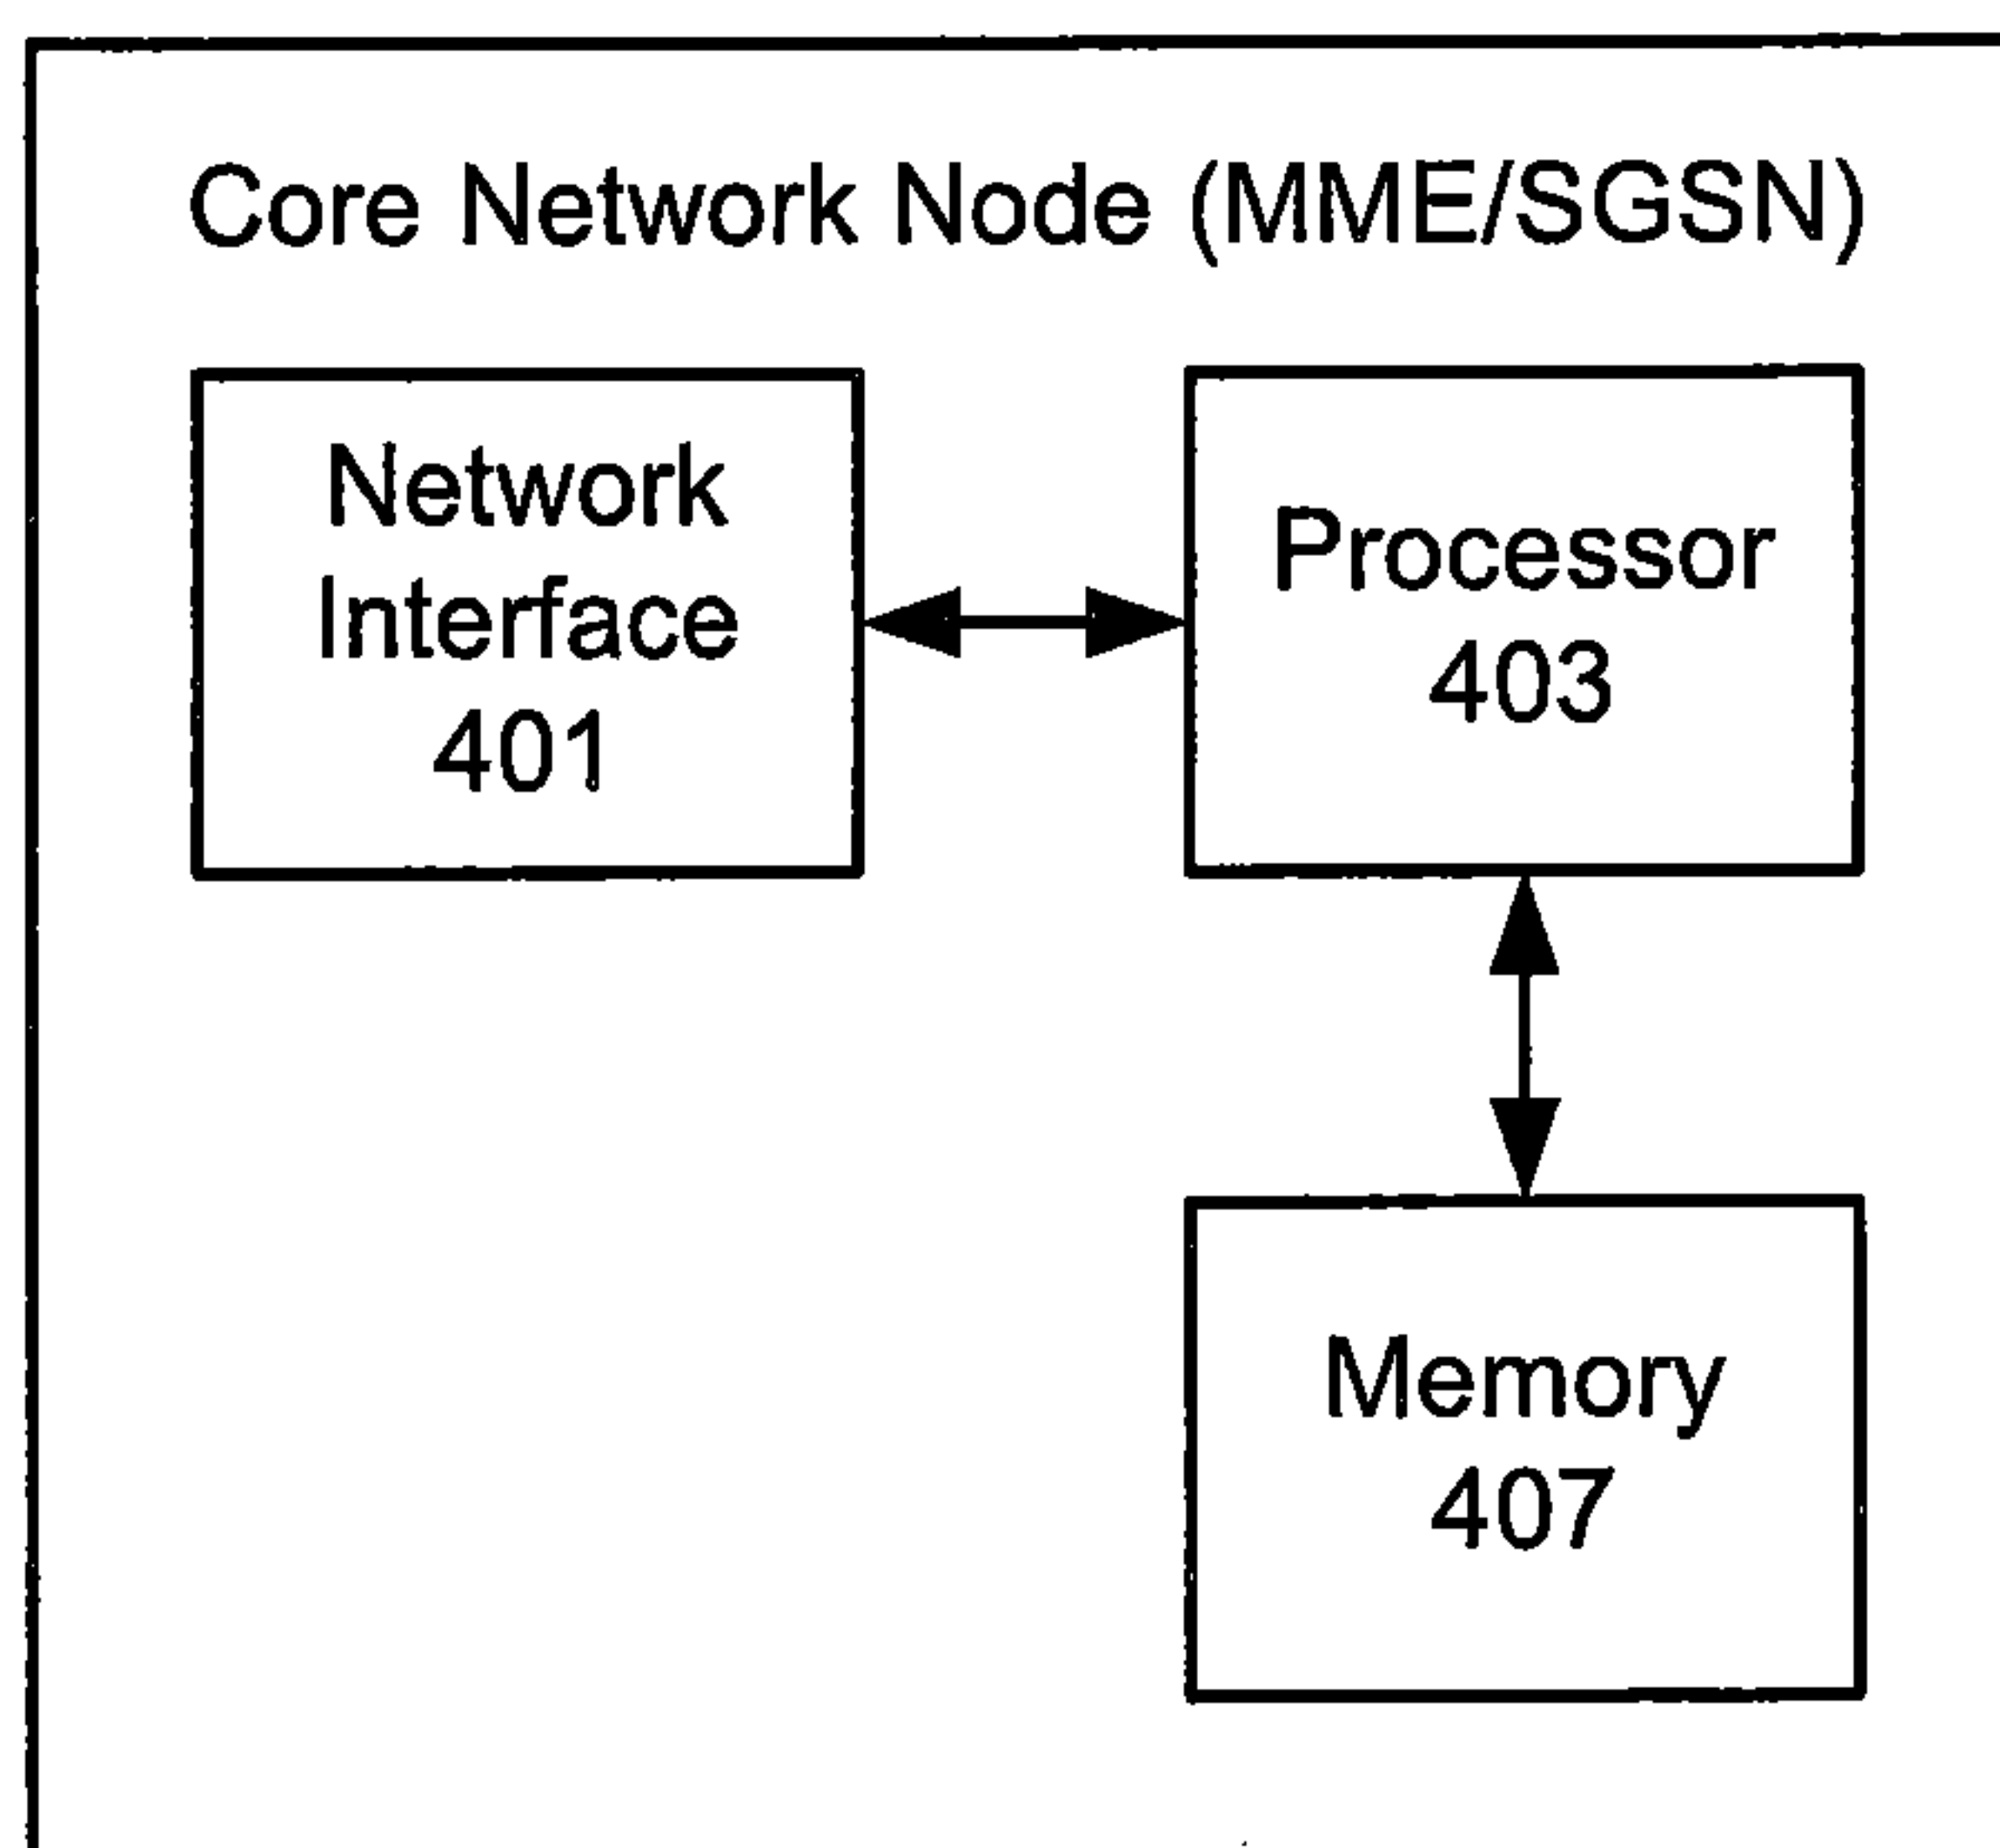 Core Network Node (MME/SGSN)
Network
Interface
401
Processor
403
Memory
407